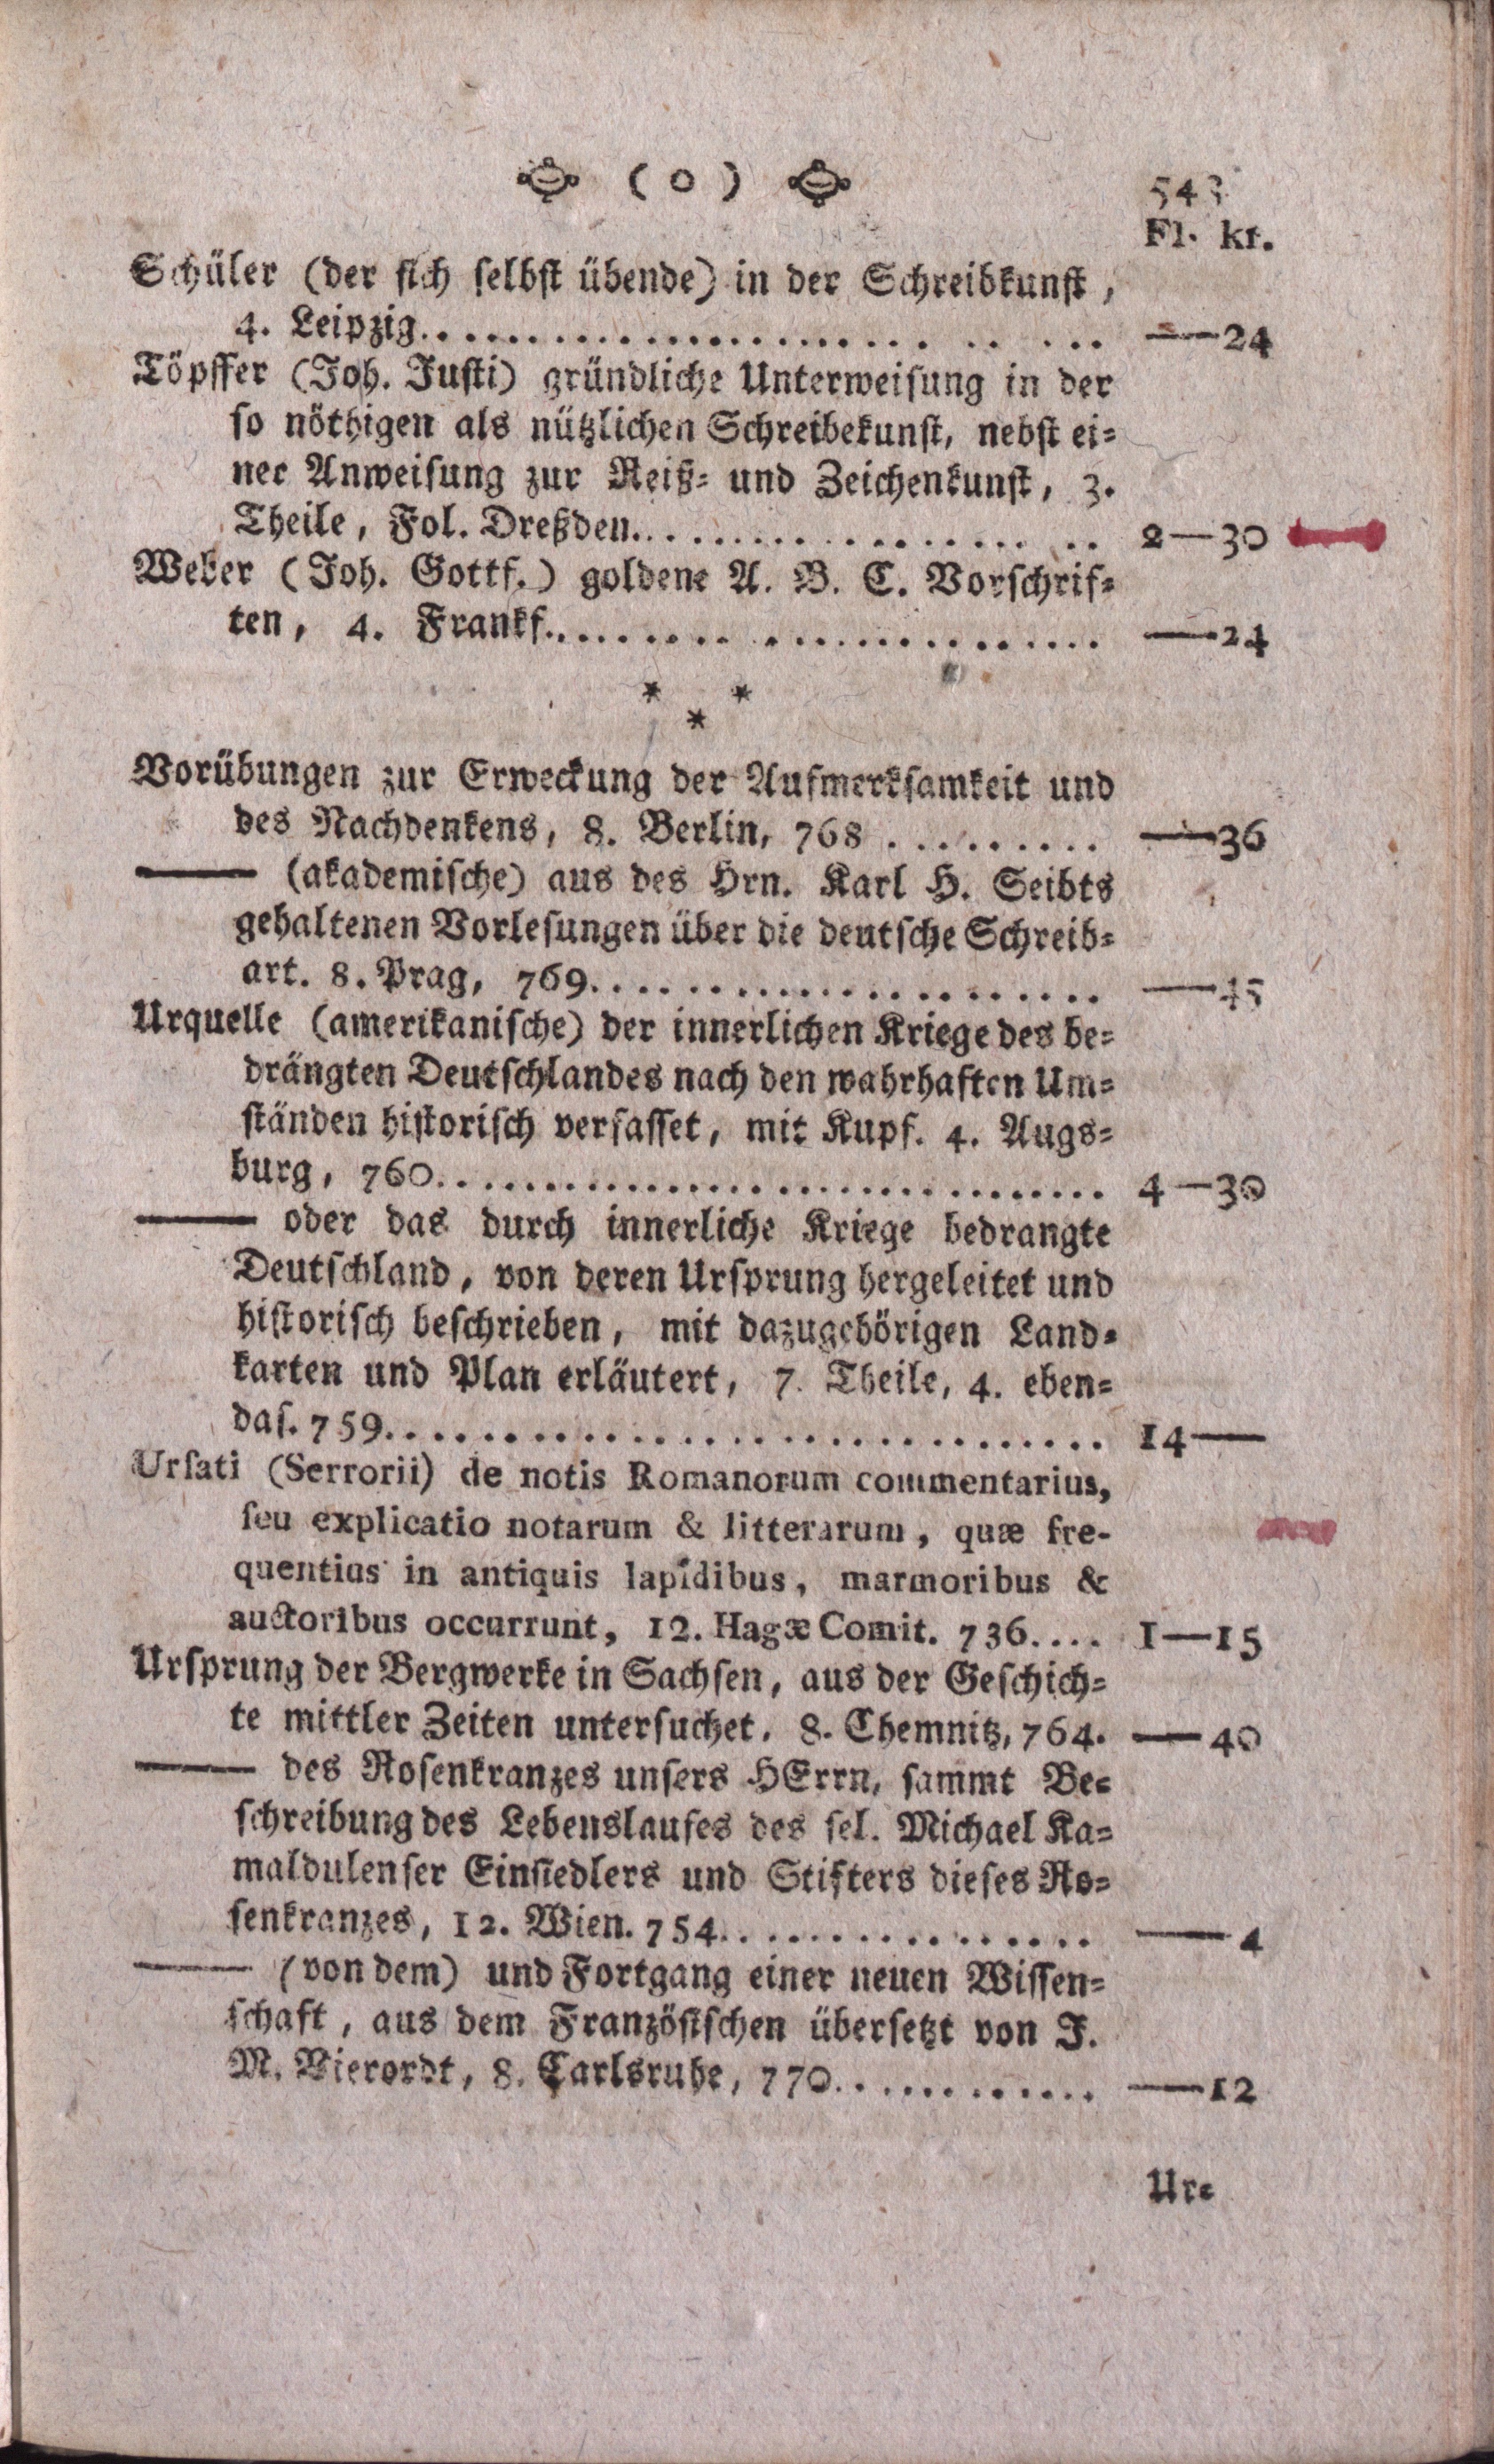 ( o )
543
Fl. kr.
Schüler (der sich selbst übende) in der Schreibkunst,
4. Leipzig........................... —24
Töpffer (Joh. Justi) gründliche Unterweisung in der
so nöthigen als nützlichen Schreibekunst, nebst ei=
ner Anweisung zur Reiß= und Zeichenkunst, 3.
Theile, Fol. Dreßden.................... 2—30
Weber (Joh. Gottf.) goldene A. B. C. Vorschrif=
ten, 4. Frankf......................... —24
* *
*
Vorübungen zur Erweckung der Aufmerksamkeit und
des Nachdenkens, 8. Berlin, 768 ......... —36
—— (akademische) aus des Hrn. Karl H. Seibts
gehaltenen Vorlesungen über die deutsche Schreib=
art. 8. Prag, 769...................... —45
Urquelle (amerikanische) der innerlichen Kriege des be=
drängten Deutschlandes nach den wahrhaften Um=
ständen historisch verfasset, mit Kupf. 4. Augs=
burg, 760............................. 4—30
—— oder das durch innerliche Kriege bedrangte
Deutschland, von deren Ursprung hergeleitet und
historisch beschrieben, mit dazugehörigen Land=
karten und Plan erläutert, 7. Theile, 4. eben=
das. 759............................... 14—
Ursati (Serrorii) de notis Romanorum commentarius,
seu explicatio notarum & litterarum, quæ fre-
quentius in antiquis lapidibus, marmoribus &
auctoribus occurrunt, 12. Hagæ Comit. 736.... 1—15
Ursprung der Bergwerke in Sachsen, aus der Geschich=
te mittler Zeiten untersuchet. 8. Chemnitz, 764. —40
—— des Rosenkranzes unsers HErrn, sammt Be=
schreibung des Lebenslaufes des sel. Michael Ka=
maldulenser Einsiedlers und Stifters dieses Ro=
senkranzes, 12. Wien. 754................ —4
—— (von dem) und Fortgang einer neuen Wissen=
schaft, aus dem Französischen übersetzt von J.
M. Vierordt, 8. Carlsruhe, 770............ —12
Ur=